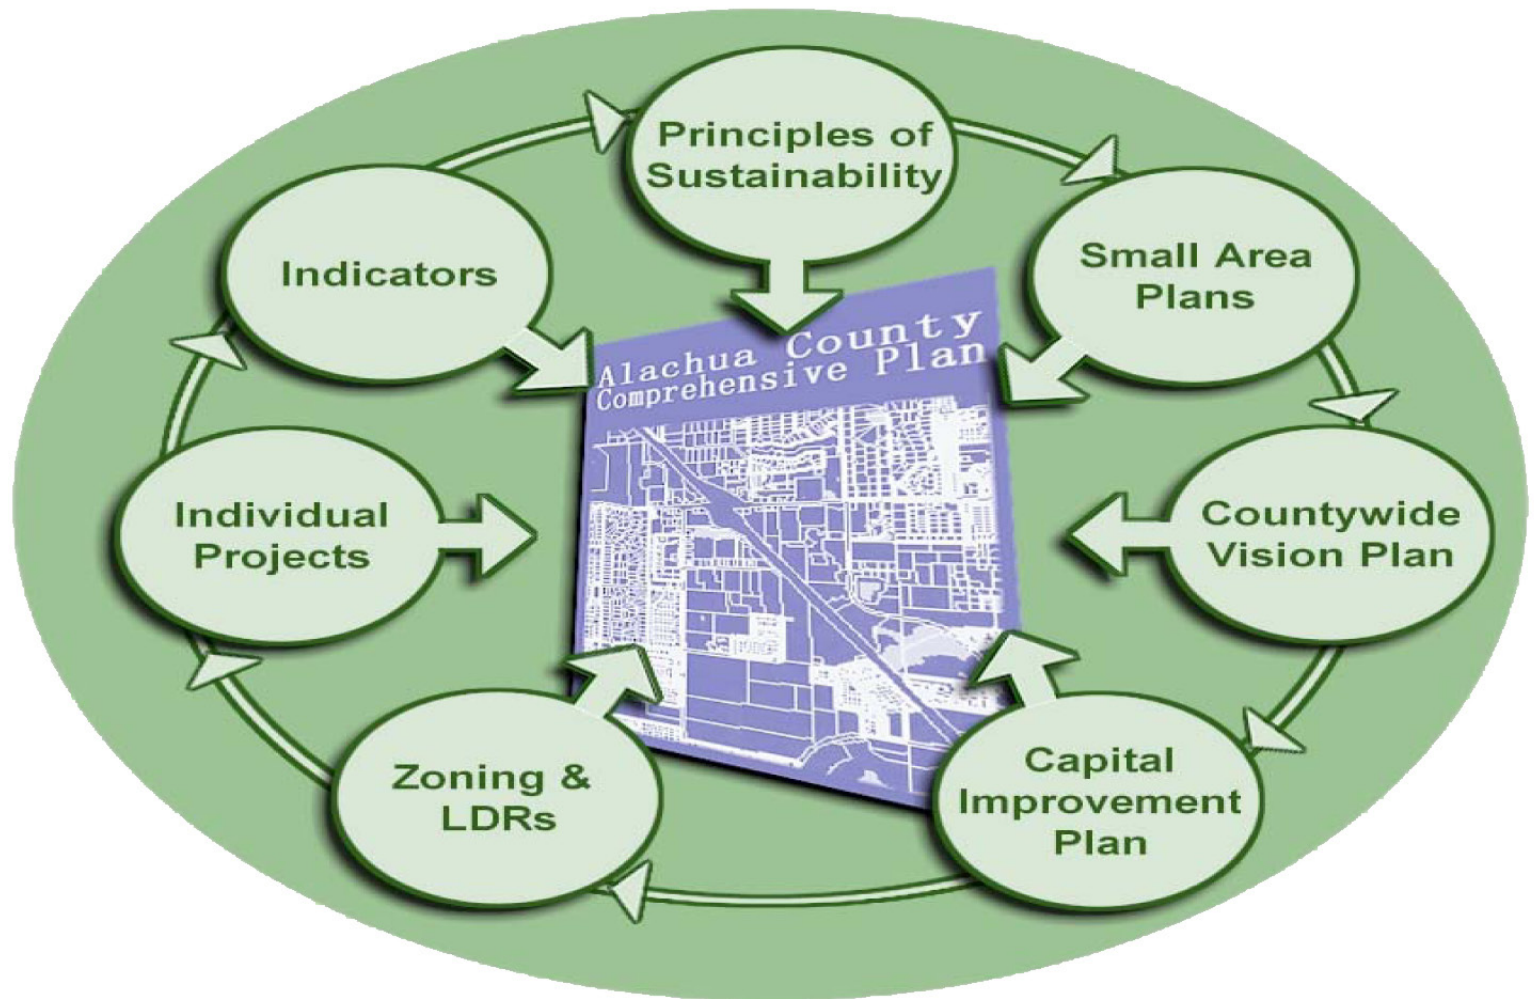 Principles of
Sustainability
Small Area
Plans
Countywide
Vision Plan
Capital
Improvement
Plan
Zoning &
LDRs
Individual
Projects
Indicators
Alachua County
Comprehensive Plan